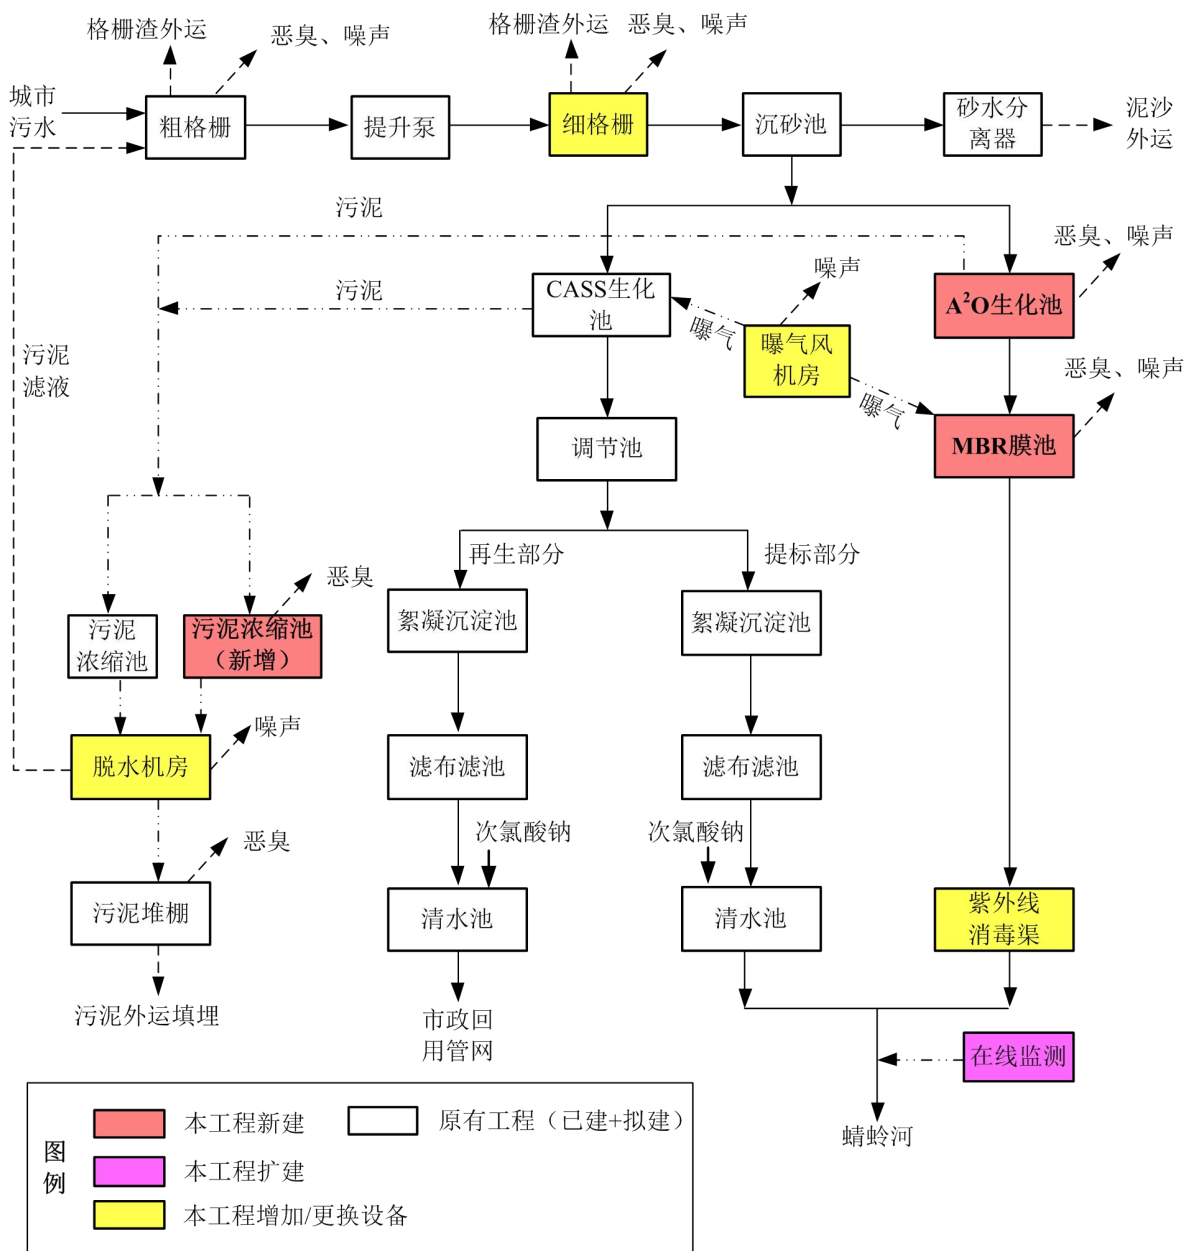 格栅渣外运
恶臭、噪声
格栅渣外运
恶臭、噪声
城市
污水
粗格栅
提升泵
细格栅
沉砂池
砂水分
离器
泥沙
外运
污泥
恶臭、噪声
噪声
CASS生化
池
污泥
曝气
曝气风
机房
A²O生化池
污泥
滤液
恶臭、噪声
曝气
调节池
MBR膜池
再生部分
提标部分
恶臭
污泥
浓缩池
污泥浓缩池
（新增）
絮凝沉淀池
絮凝沉淀池
噪声
脱水机房
滤布滤池
滤布滤池
恶臭
次氯酸钠
次氯酸钠
污泥堆棚
清水池
清水池
紫外线
消毒渠
污泥外运填埋
市政回
用管网
在线监测
蜻蛉河
图
例
本工程新建
原有工程（已建+拟建）
本工程扩建
本工程增加/更换设备